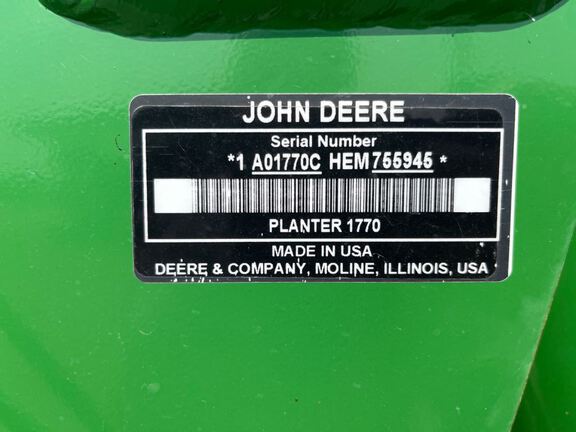 JOHN DEERE
Serial Number
*1 A01770C HEM755945 *
PLANTER 1770
MADE IN USA
DEERE & COMPANY, MOLINE, ILLINOIS, USA